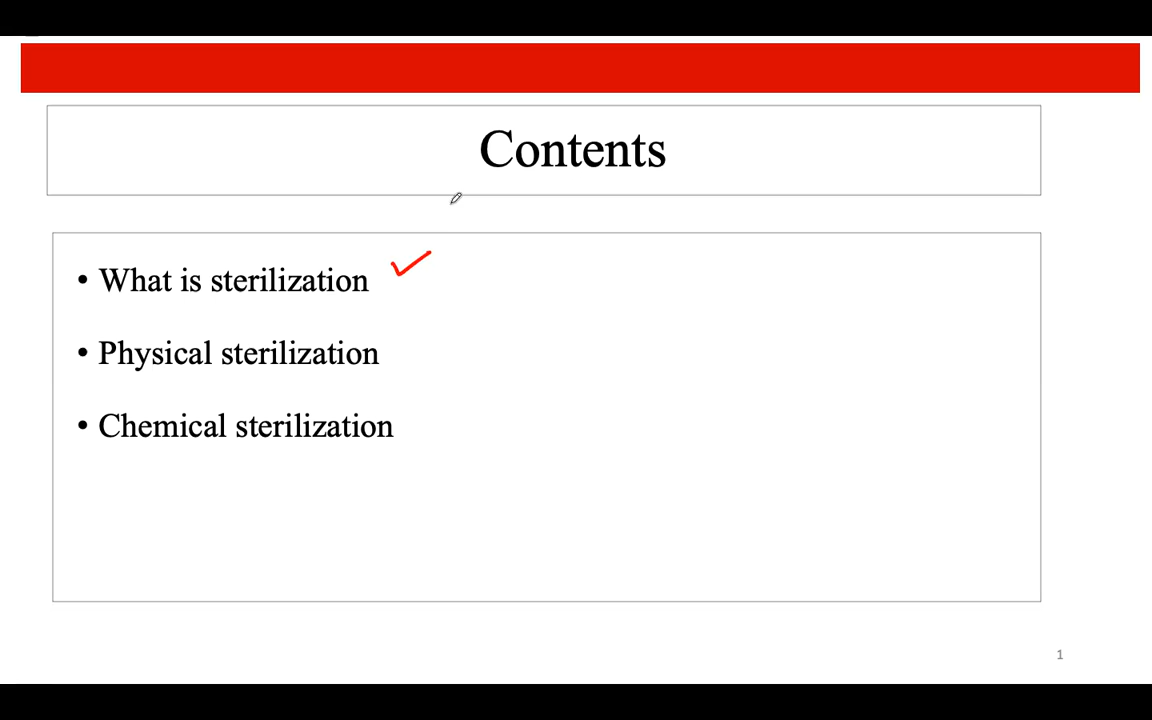 Contents
• What is sterilization
• Physical sterilization
• Chemical sterilization
1